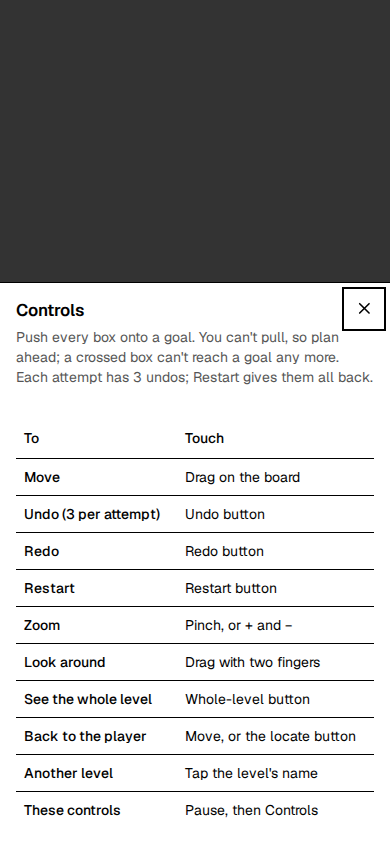 Controls
Push every box onto a goal. You can't pull, so plan
ahead; a crossed box can't reach a goal any more.
Each attempt has 3 undos; Restart gives them all back.
To Touch
Move Drag on the board
Undo (3 per attempt) Undo button
Redo Redo button
Restart Restart button
Zoom Pinch, or + and −
Look around Drag with two fingers
See the whole level Whole-level button
Back to the player Move, or the locate button
Another level Tap the level's name
These controls Pause, then Controls